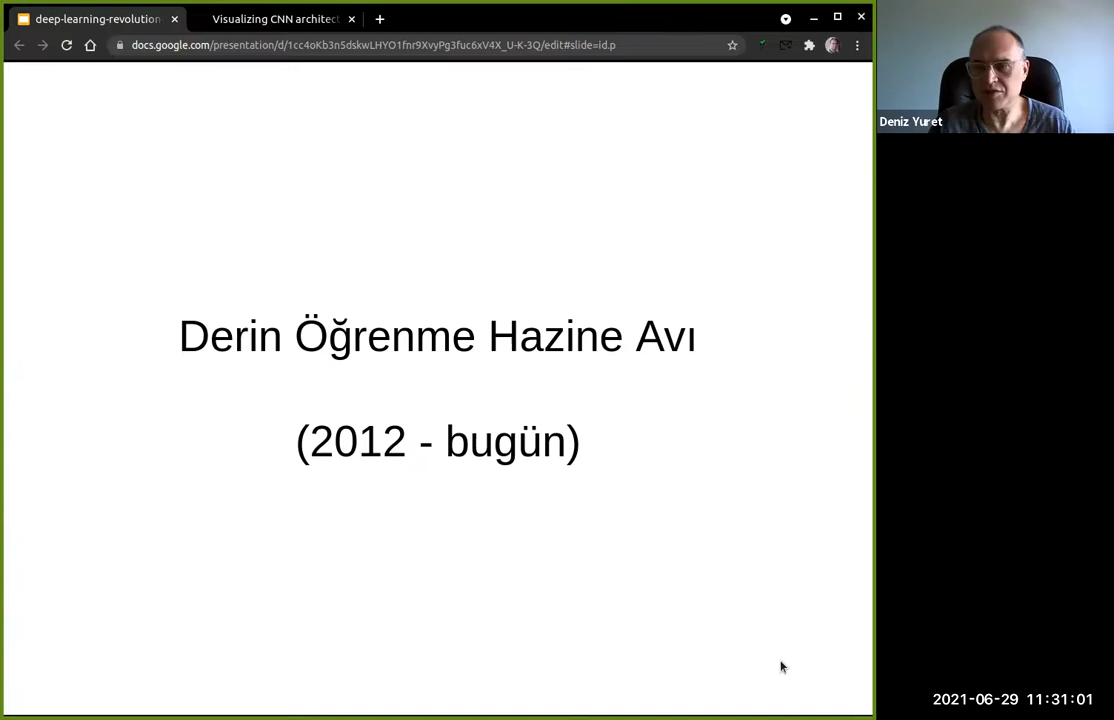 deep-learning-revolution
Visualizing CNN architect
docs.google.com/presentation/d/1cc4oKb3n5dskwLHYO1fnr9XvyPg3fuc6xV4X_U-K-3Q/edit#slide=id.p
Deniz Yuret
Derin Öğrenme Hazine Avı
(2012 - bugün)
2021-06-29 11:31:01